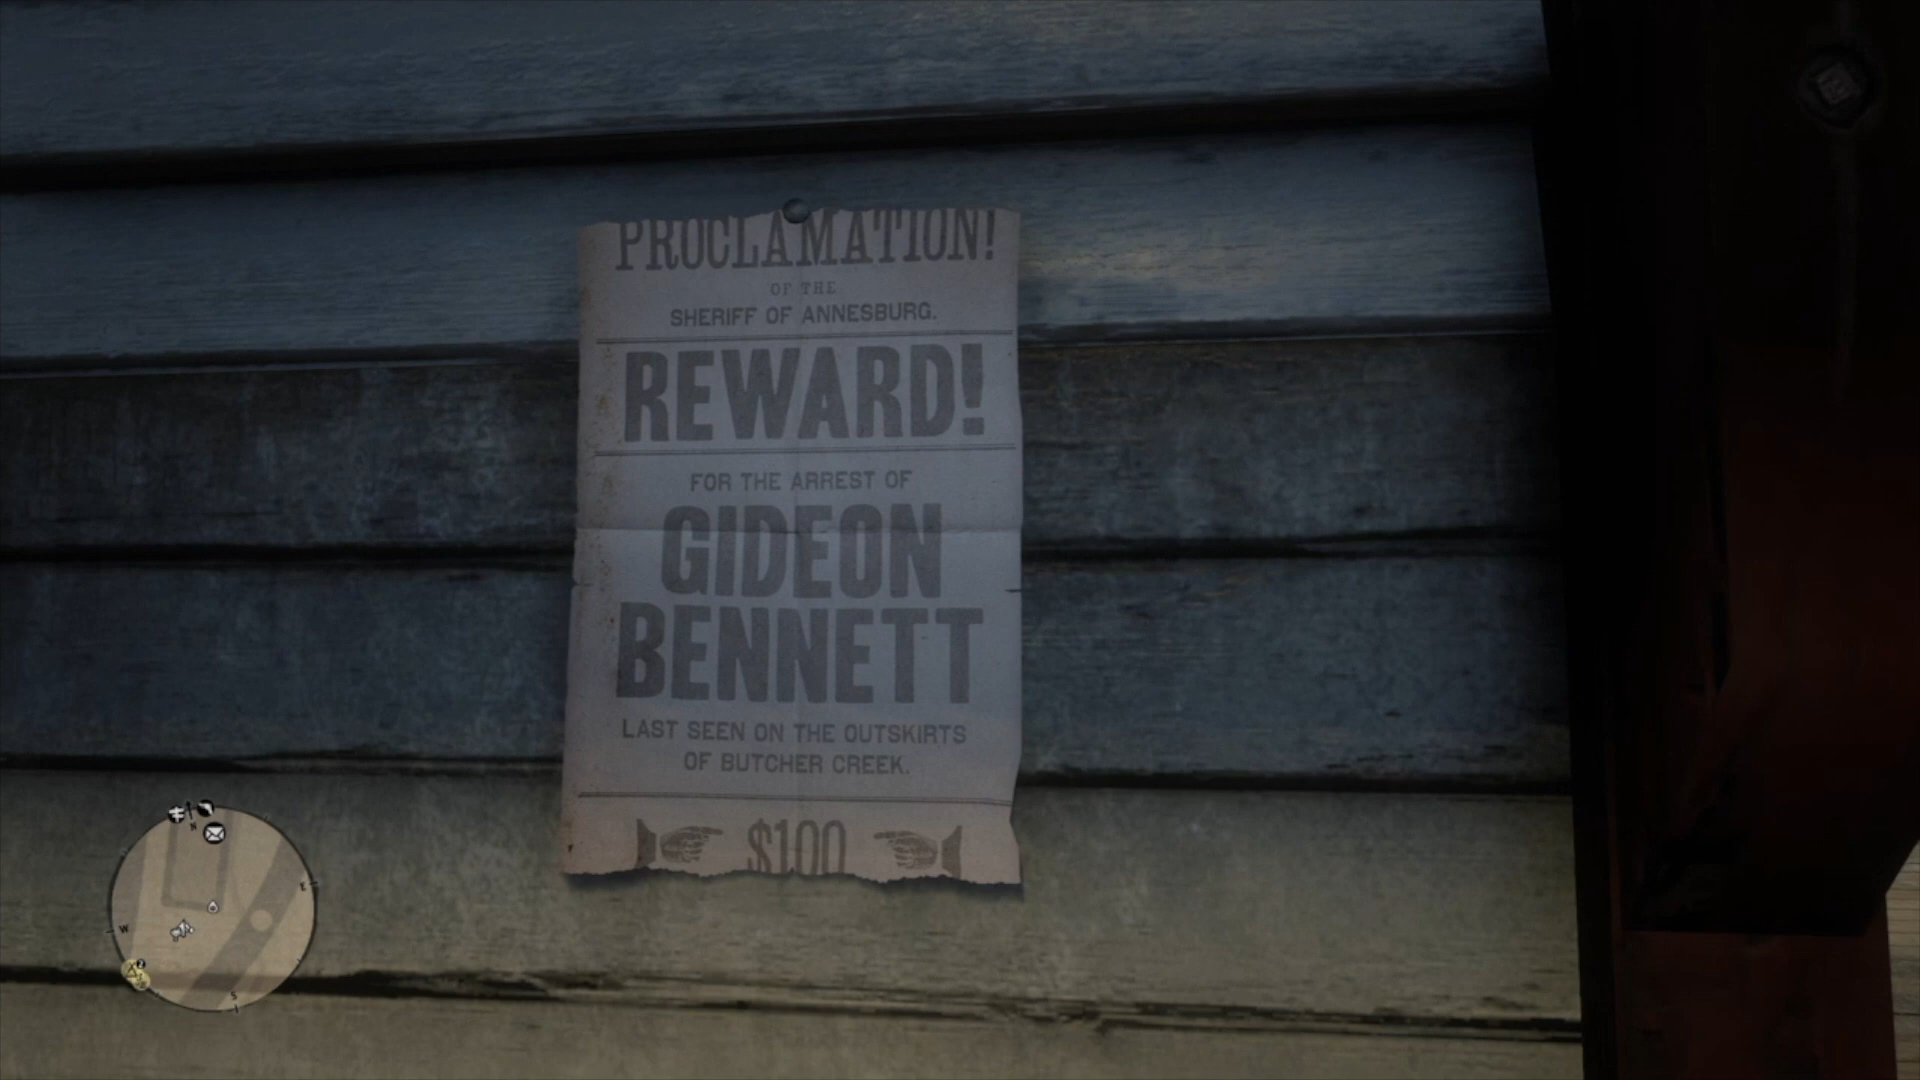 PROCLAMATION!
OF THE
SHERIFF OF ANNESBURG.
REWARD!
FOR THE ARREST OF
GIDEON
BENNETT
LAST SEEN ON THE OUTSKIRTS
OF BUTCHER CREEK.
$100
N
E
W
S
2